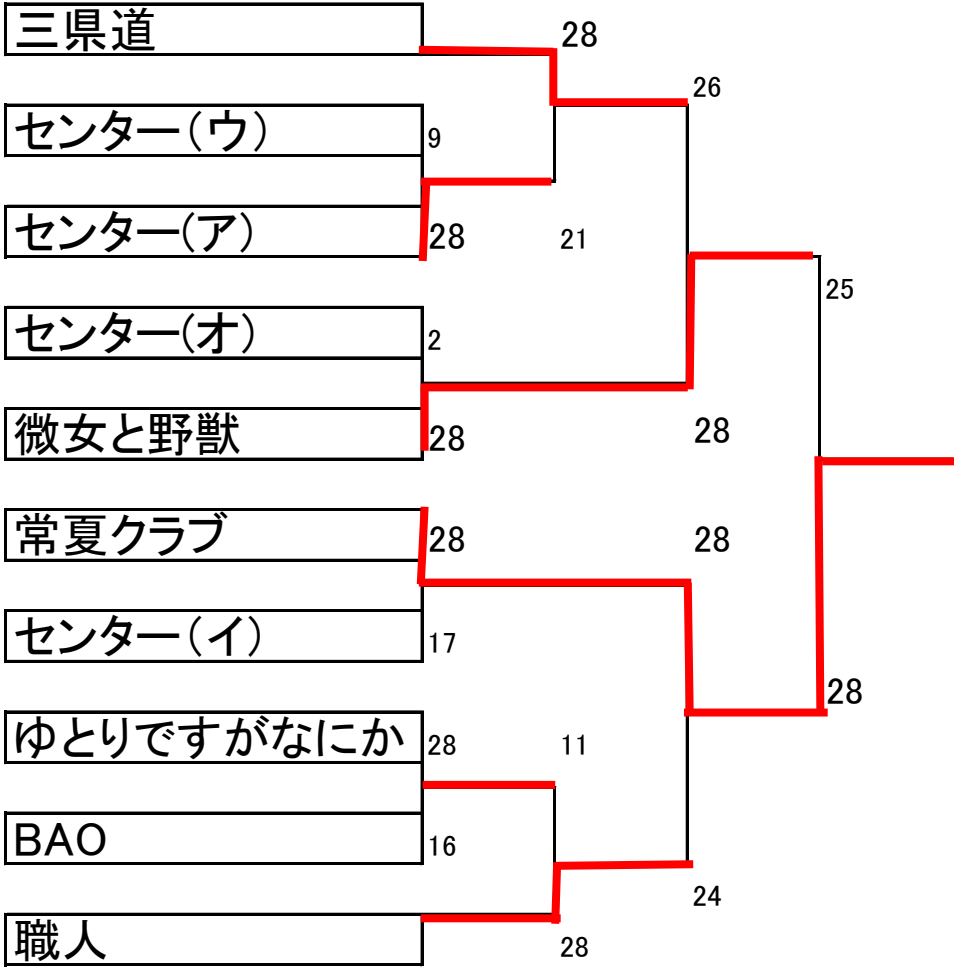 三県道
28
26
センター（ウ）
9
センター(ア)
28
21
25
センター(オ)
2
微女と野獣
28
28
常夏クラブ
28
28
センター（イ）
17
28
ゆとりですがなにか
28
11
BAO
16
24
職人
28